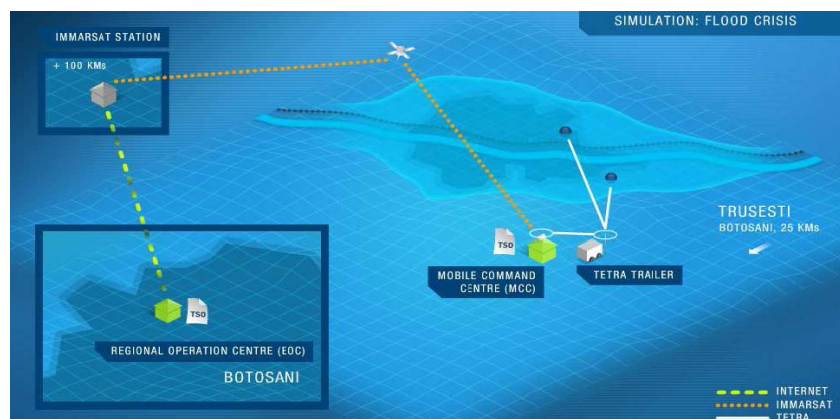 SIMULATION: FLOOD CRISIS
IMMARSAT STATION
+ 100 KMs
TRUSESTI
BOTOSANI, 25 KMs
TSO
MOBILE COMMAND
CENTRE (MCC)
TETRA TRAILER
TSO
REGIONAL OPERATION CENTRE (EOC)
BOTOSANI
INTERNET
IMMARSAT
TETRA